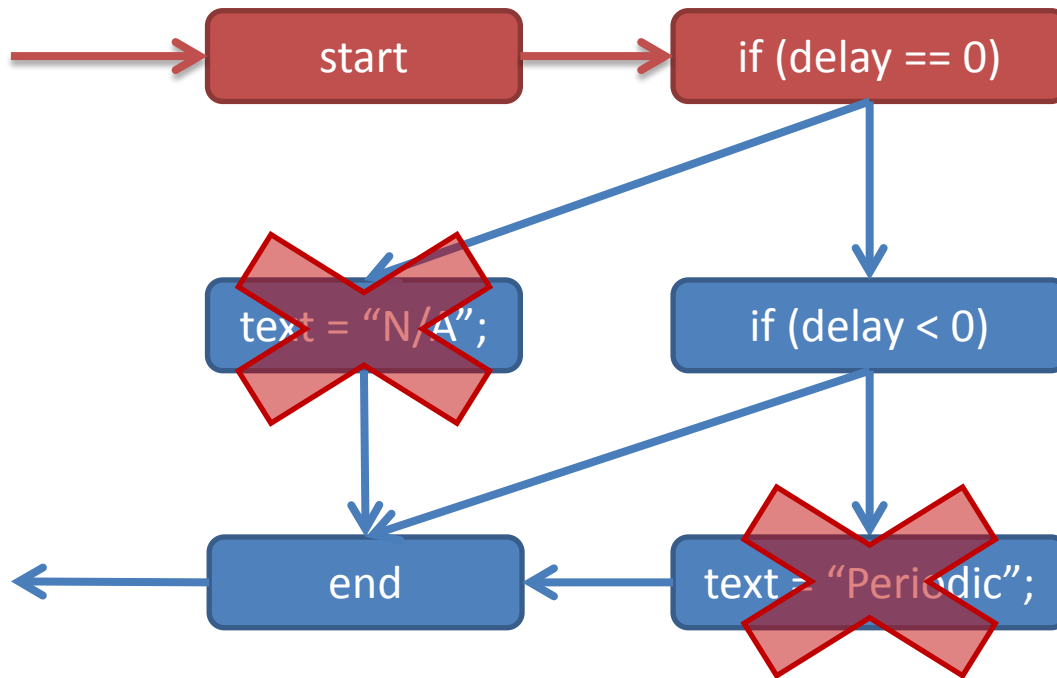 start
if (delay == 0)
text = “N/A”;
if (delay < 0)
end
text = “Periodic”;